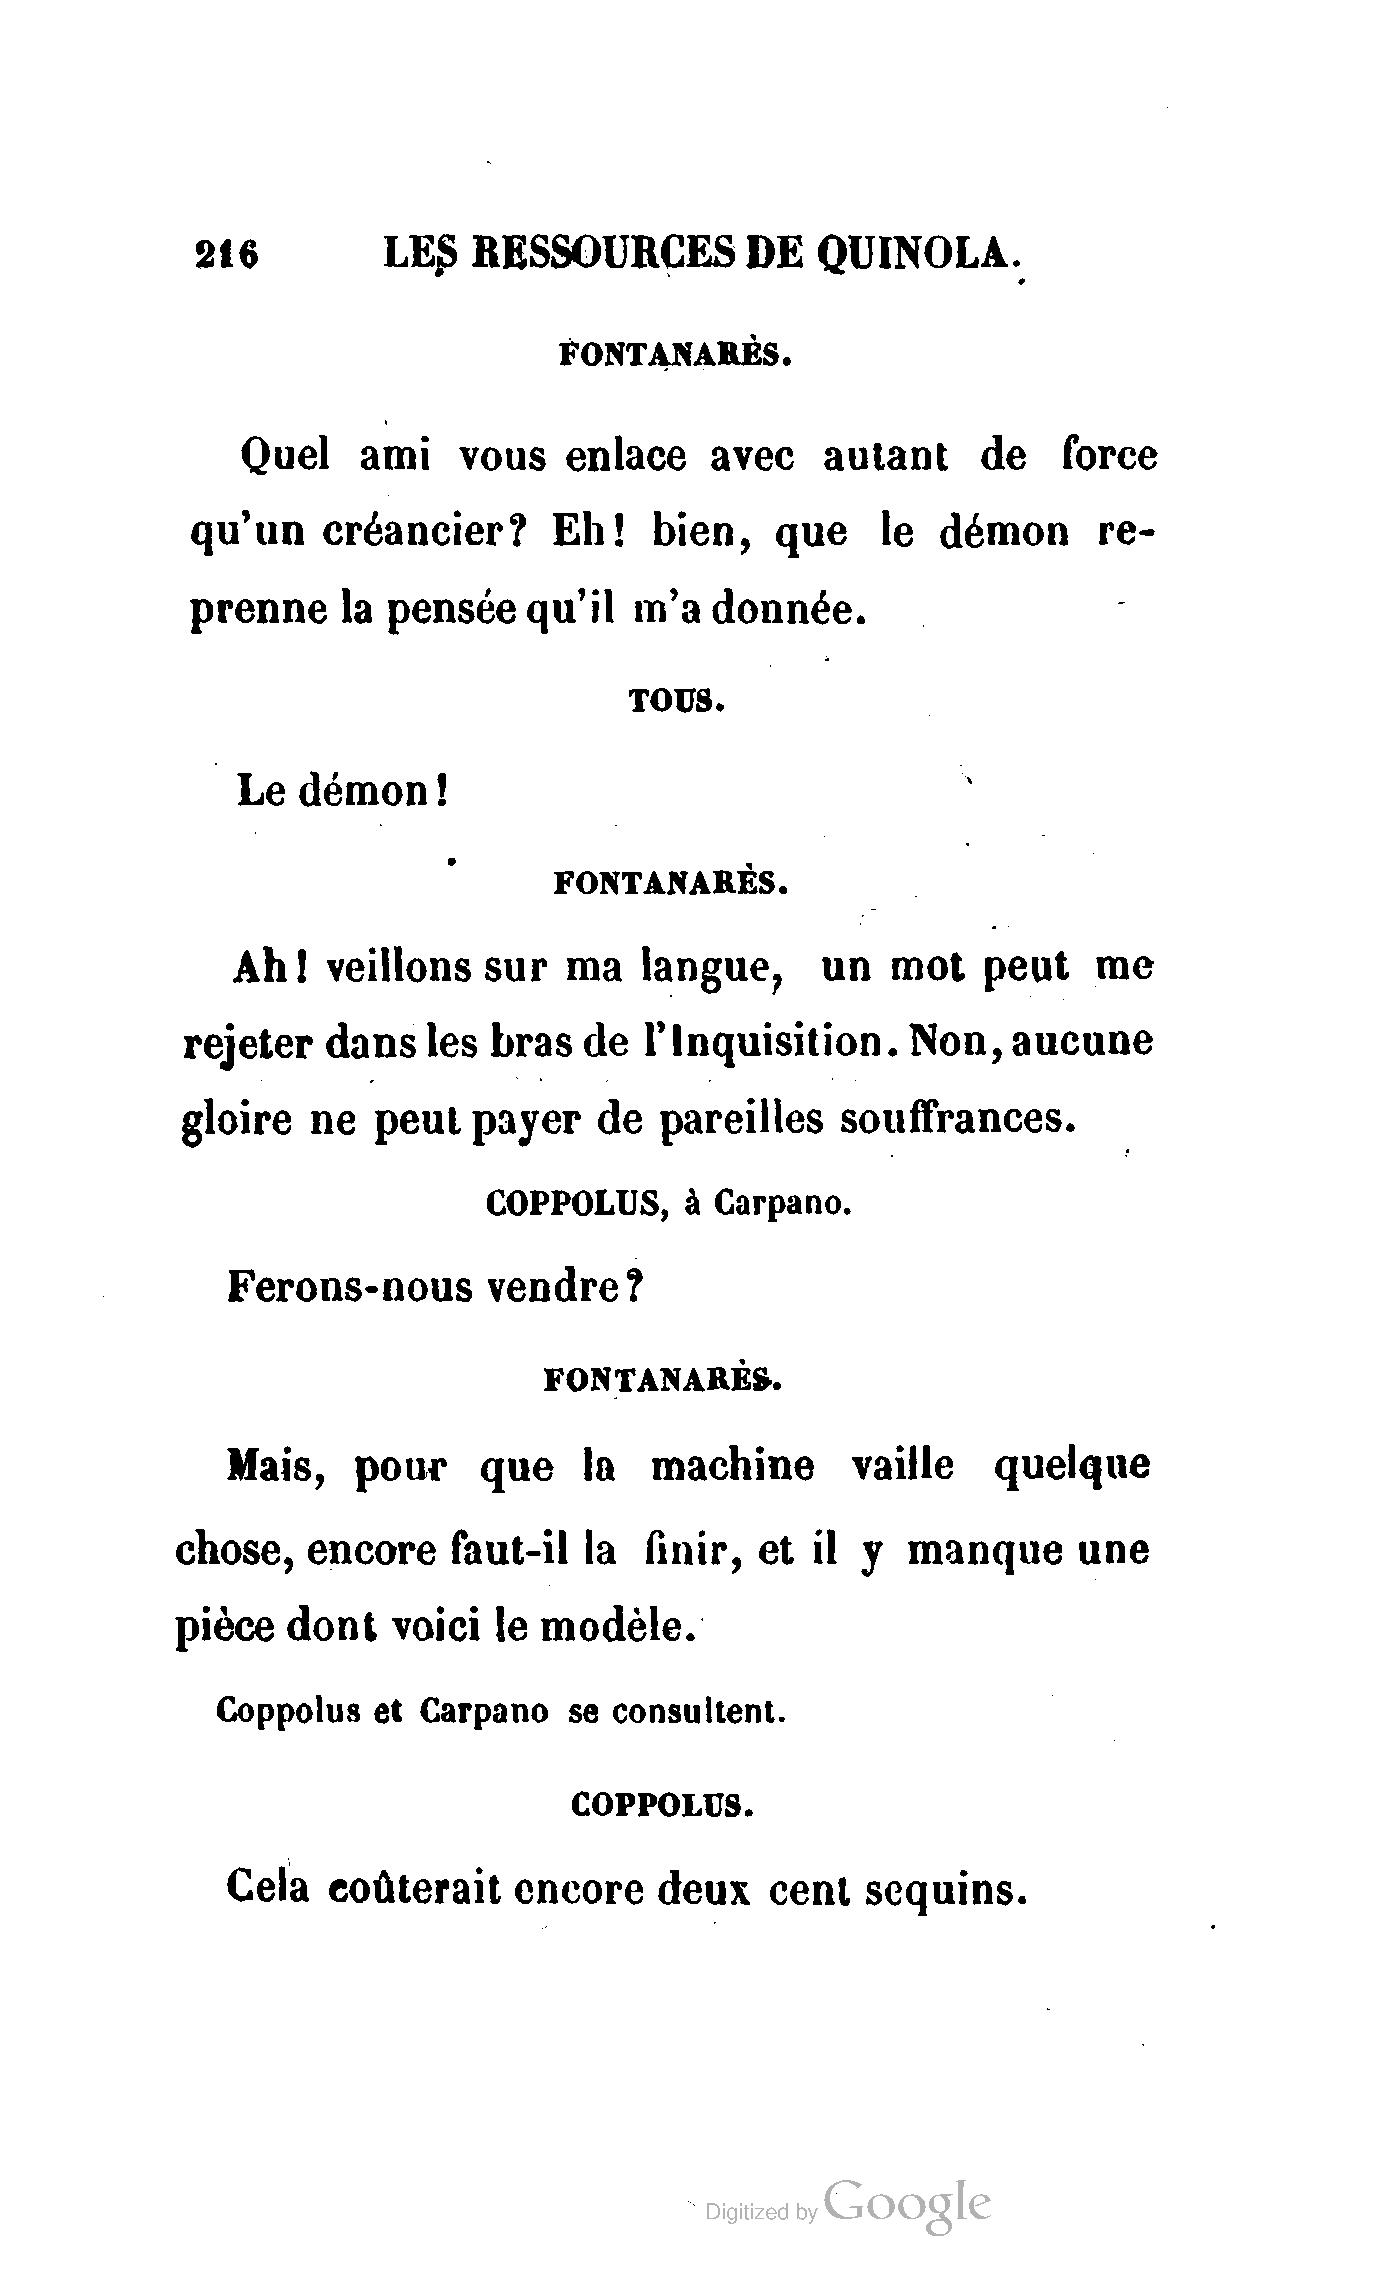 216 LES RESSOURCES DE QUINOLA.
FONTANARÈS.
Quel ami vous enlace avec autant de force
qu'un créancier? Eh! bien, que le démon re-
prenne la pensée qu'il m'a donnée.
TOUS.
Le démon!
FONTANARÈS.
Ah! veillons sur ma langue, un mot peut me
rejeter dans les bras de l'Inquisition. Non, aucune
gloire ne peut payer de pareilles souffrances.
COPPOLUS, à Carpano.
Ferons-nous vendre?
FONTANARÈS.
Mais, pour que la machine vaille quelque
chose, encore faut-il la finir, et il y manque une
pièce dont voici le modèle.
Coppolus et Carpano se consultent.
COPPOLUS.
Cela coûterait encore deux cent sequins.
Digitized by Google